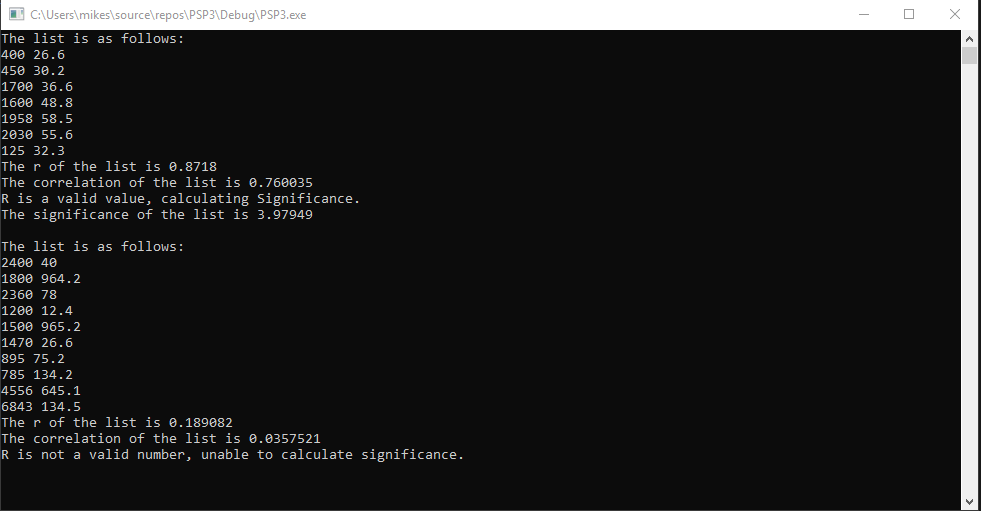 C:\Users\mikes\source\repos\PSP3\Debug\PSP3.exe
The list is as follows:
400 26.6
450 30.2
1700 36.6
1600 48.8
1958 58.5
2030 55.6
125 32.3
The r of the list is 0.8718
The correlation of the list is 0.760035
R is a valid value, calculating Significance.
The significance of the list is 3.97949

The list is as follows:
2400 40
1800 964.2
2360 78
1200 12.4
1500 965.2
1470 26.6
895 75.2
785 134.2
4556 645.1
6843 134.5
The r of the list is 0.189082
The correlation of the list is 0.0357521
R is not a valid number, unable to calculate significance.